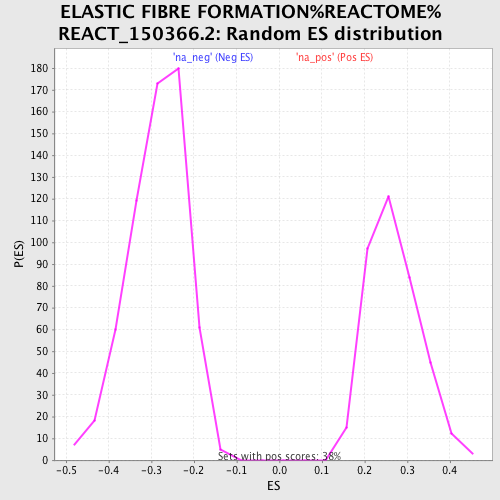 ELASTIC FIBRE FORMATION%REACTOME%
REACT_150366.2: Random ES distribution
'na_neg' (Neg ES) 'na_pos' (Pos ES)
180
170
160
150
140
130
120
110
100
90
80
70
60
50
40
30
20
10
0
P(ES)
Sets with pos scores: 38%
-0.5 -0.4 -0.3 -0.2 -0.1 0.0 0.1 0.2 0.3 0.4
ES